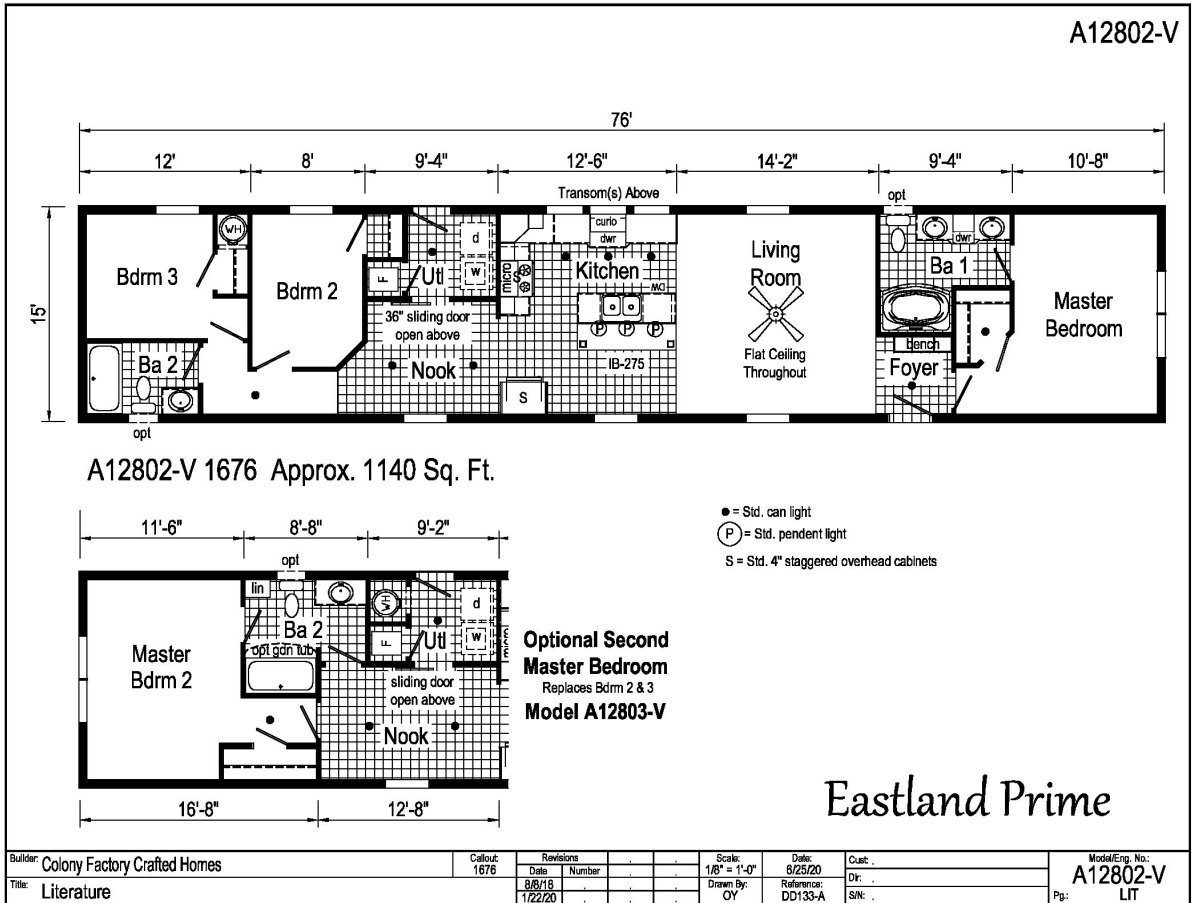 A12802-V
76'
12' 8' 9'-4" 12'-6" 14'-2" 9'-4" 10'-8"
Transom(s) Above
opt
15'
WH
curio
dwr
d
w
F
Utl
micro
S
Kitchen
DW
P P P
IB-275
S
Bdrm 3
Bdrm 2
36" sliding door
open above
Nook
Living
Room
Flat Ceiling
Throughout
dwr
Ba 1
bench
Foyer
Master
Bedroom
Ba 2
opt
A12802-V 1676 Approx. 1140 Sq. Ft.
11'-6" 8'-8" 9'-2"
● = Std. can light
P = Std. pendent light
S = Std. 4" staggered overhead cabinets
opt
lin
WH
d
w
F
Utl
Ba 2
opt gdn tub
Master
Bdrm 2
sliding door
open above
Nook
16'-8" 12'-8"
Optional Second
Master Bedroom
Replaces Bdrm 2 & 3
Model A12803-V
Eastland Prime
Builder: Colony Factory Crafted Homes
Title: Literature
Callout:
1676
Revisions
Date Number
8/8/18
1/22/20
Scale:
1/8" = 1'-0"
Drawn By:
OY
Date:
6/25/20
Reference:
DD133-A
Cust: .
Dlr: .
S/N: .
Model/Eng. No.:
A12802-V
Pg.: LIT